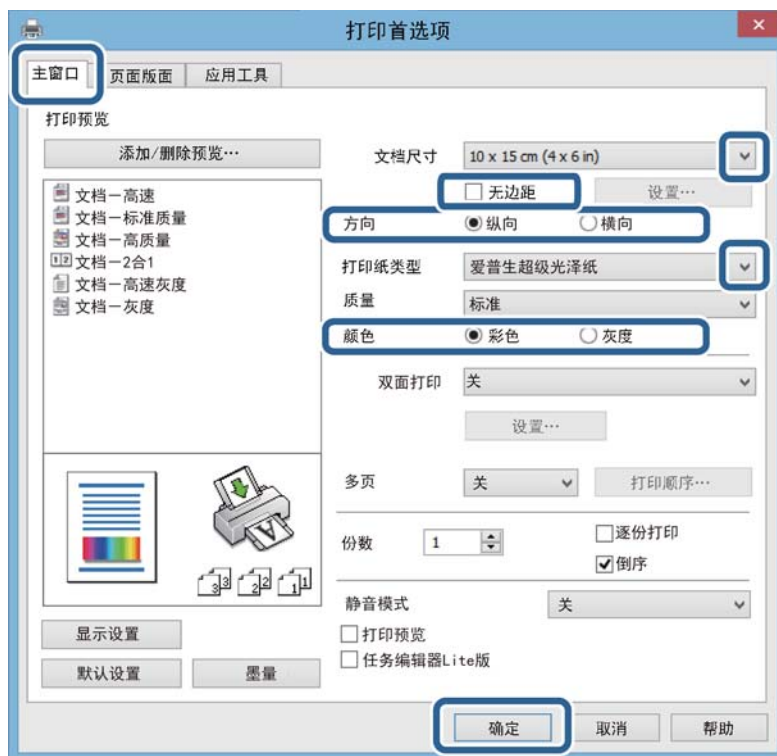 打印首选项
主窗口 页面版面 应用工具
打印预览
添加/删除预览…
文档－高速
文档－标准质量
文档－高质量
12 文档－2合1
文档－高速灰度
文档－灰度
文档尺寸 10 x 15 cm (4 x 6 in)
无边距 设置…
方向 纵向 横向
打印纸类型 爱普生超级光泽纸
质量 标准
颜色 彩色 灰度
双面打印 关
设置…
多页 关 打印顺序…
份数 1 逐份打印
倒序
静音模式 关
打印预览
任务编辑器Lite版
A
3 3 2 2 1 1
显示设置
默认设置 墨量
确定 取消 帮助